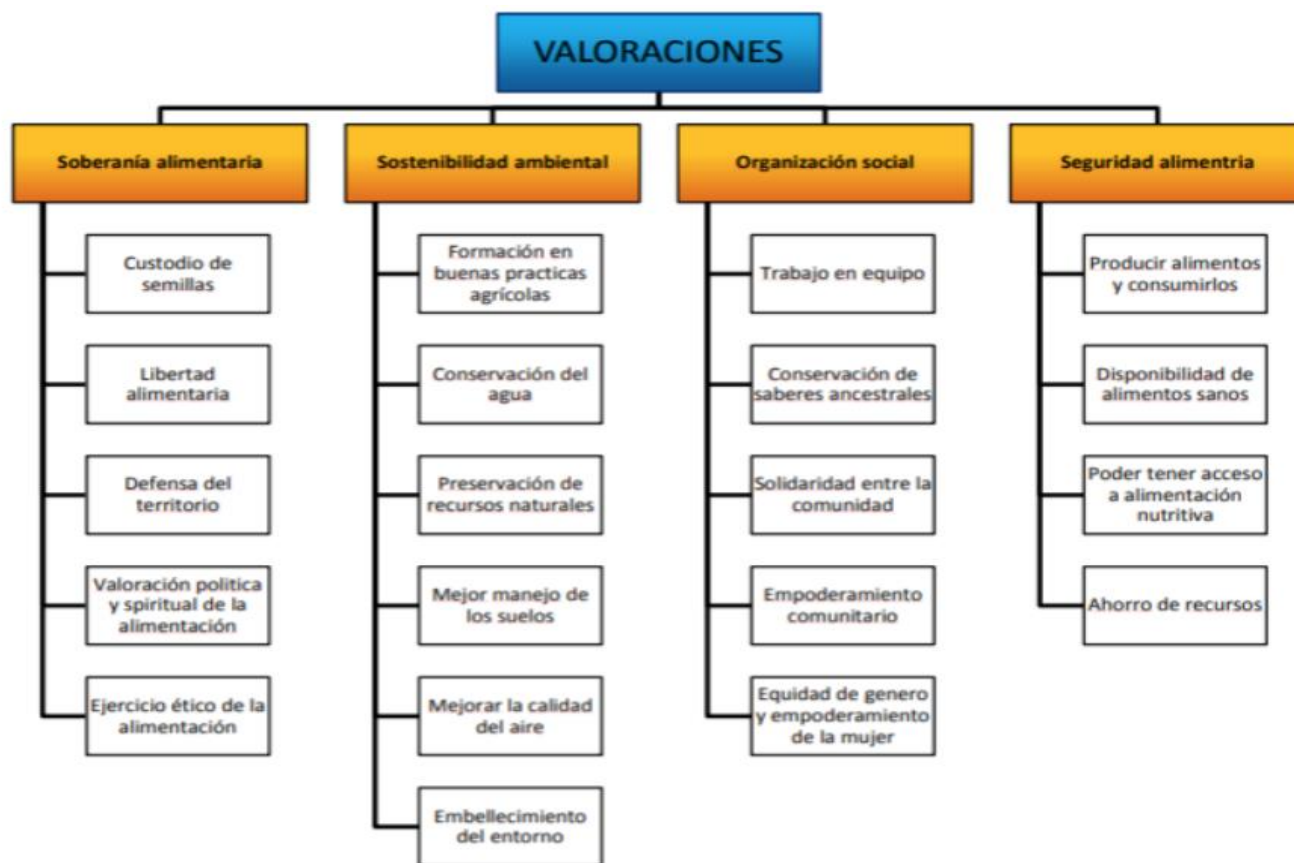 VALORACIONES
Soberanía alimentaria
Custodio de
semillas
Libertad
alimentaria
Defensa del
territorio
Valoración politica
y spiritual de la
alimentación
Ejercicio ético de la
alimentación
Sostenibilidad ambiental
Formación en
buenas practicas
agrícolas
Conservación del
agua
Preservación de
recursos naturales
Mejor manejo de
los suelos
Mejorar la calidad
del aire
Embellecimiento
del entorno
Organización social
Trabajo en equipo
Conservación de
saberes ancestrales
Solidaridad entre la
comunidad
Empoderamiento
comunitario
Equidad de genero
y empoderamiento
de la mujer
Seguridad alimentria
Producir alimentos
y consumirlos
Disponibilidad de
alimentos sanos
Poder tener acceso
a alimentación
nutritiva
Ahorro de recursos